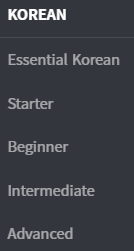 KOREAN
Essential Korean
Starter
Beginner
Intermediate
Advanced